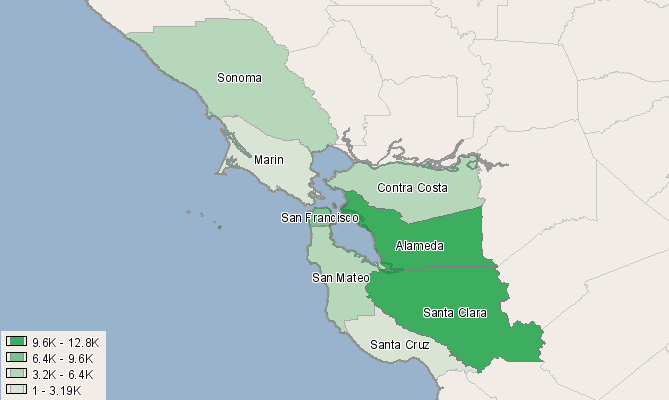 Sonoma
Marin
Contra Costa
San Francisco
Alameda
San Mateo
Santa Clara
Santa Cruz
9.6K - 12.8K
6.4K - 9.6K
3.2K - 6.4K
1 - 3.19K